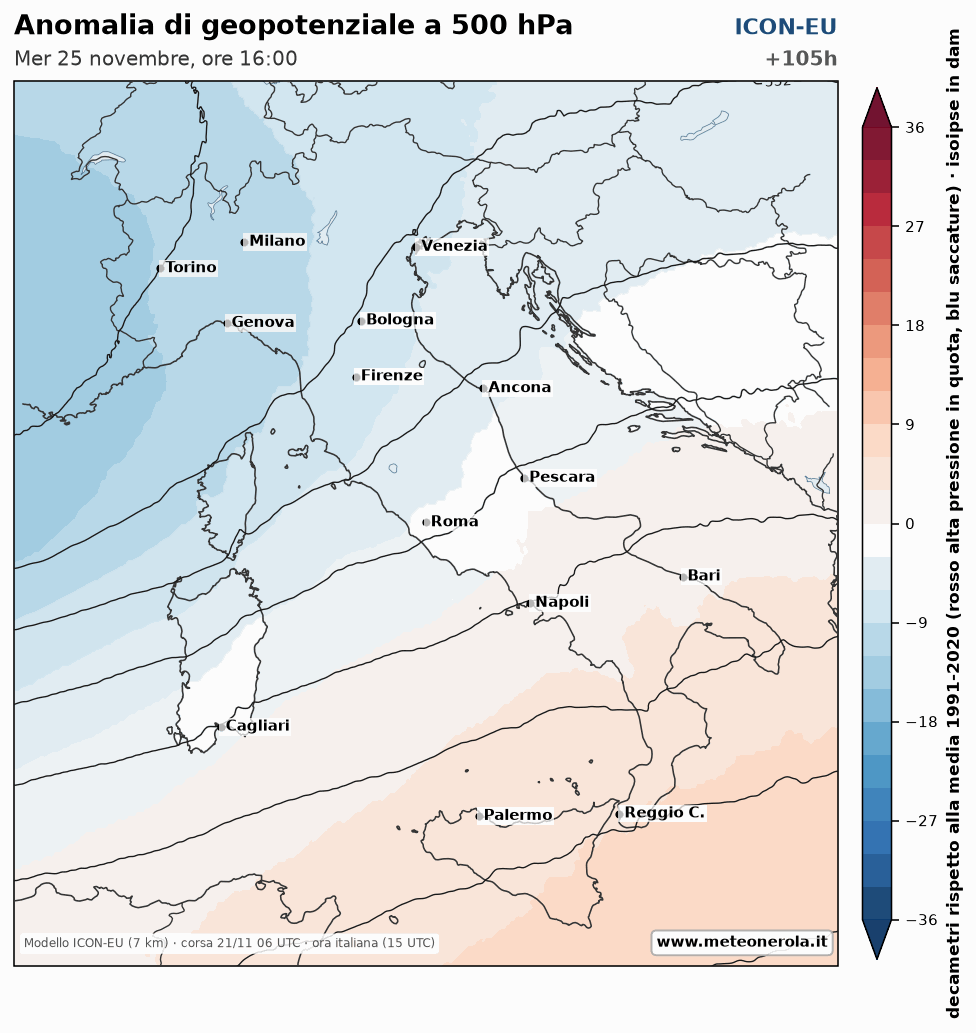 Anomalia di geopotenziale a 500 hPa
ICON-EU
Mer 25 novembre, ore 16:00
+105h
Milano
Venezia
Torino
Genova
Bologna
Firenze
Ancona
Pescara
Roma
Bari
Napoli
Cagliari
Palermo
Reggio C.
Modello ICON-EU (7 km) · corsa 21/11 06 UTC · ora italiana (15 UTC)
www.meteonerola.it
36
27
18
9
0
−9
−18
−27
−36
decametri rispetto alla media 1991-2020 (rosso alta pressione in quota, blu saccature) · isoipse in dam